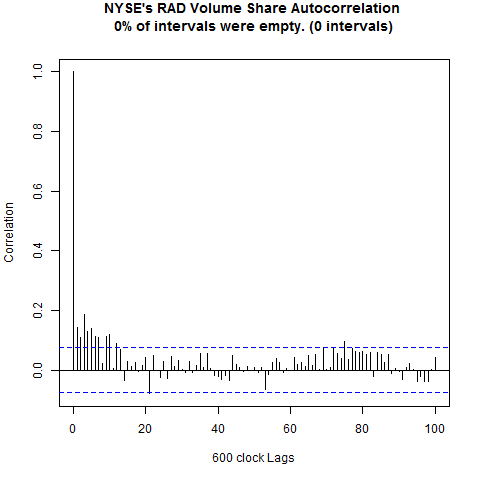 NYSE's RAD Volume Share Autocorrelation
0% of intervals were empty. (0 intervals)
1.0
0.8
0.6
0.4
0.2
0.0
Correlation
0 20 40 60 80 100
600 clock Lags